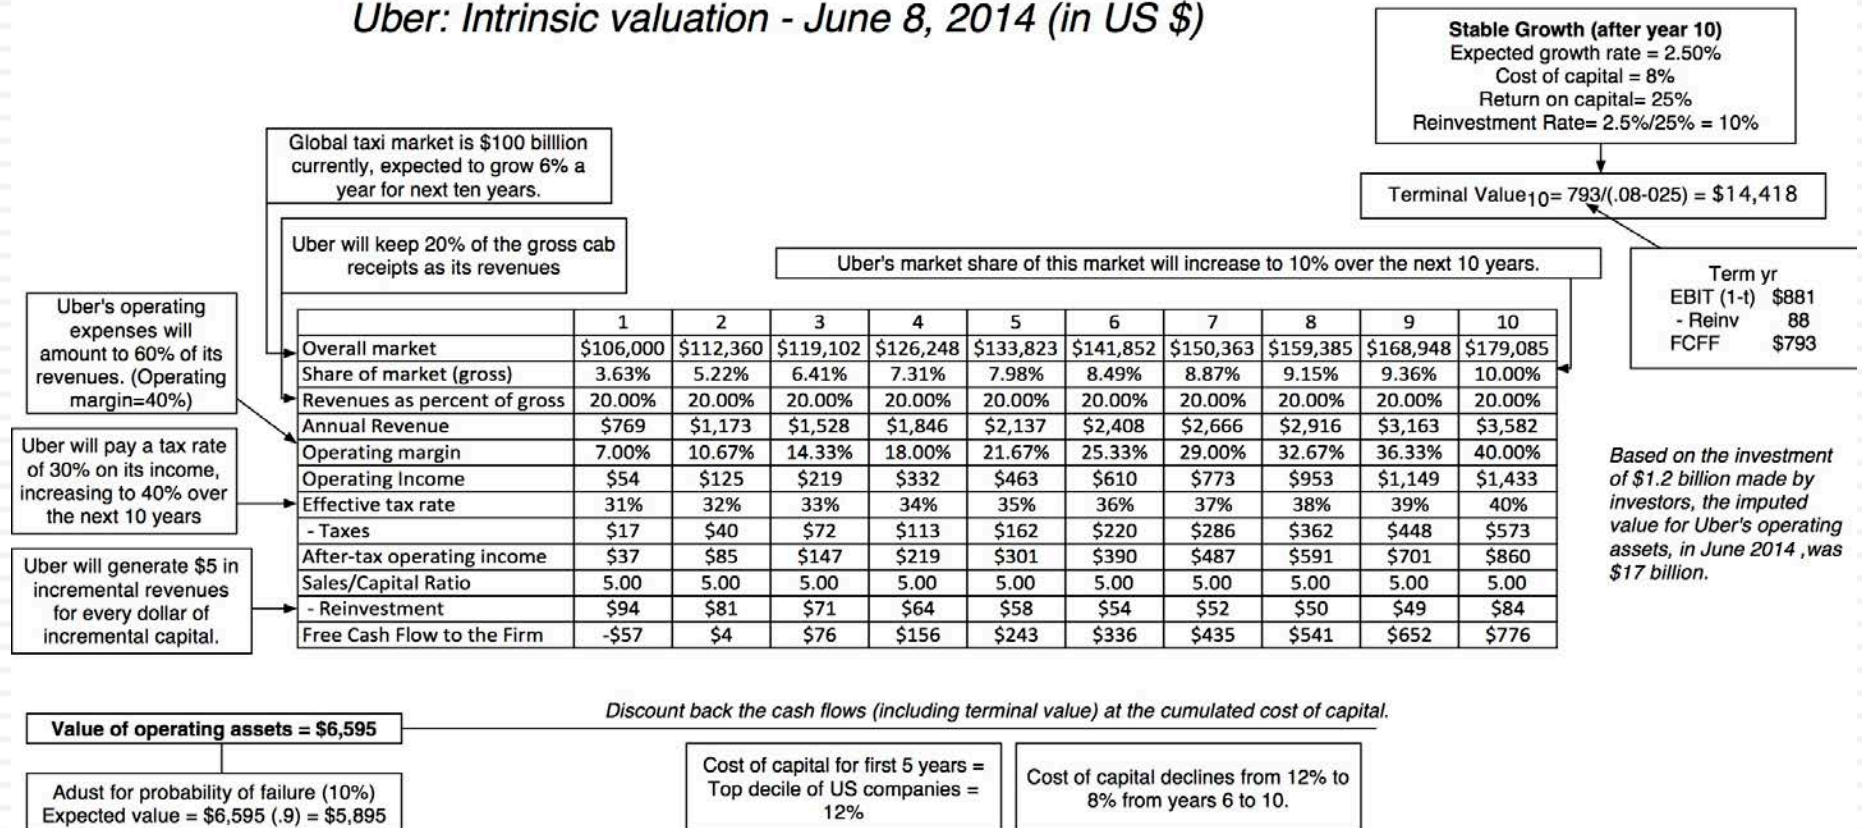 Uber: Intrinsic valuation - June 8, 2014 (in US $)
Stable Growth (after year 10)
Expected growth rate = 2.50%
Cost of capital = 8%
Return on capital= 25%
Reinvestment Rate= 2.5%/25% = 10%
Terminal Value10= 793/(.08-025) = $14,418
Term yr
EBIT (1-t) $881
- Reinv 88
FCFF $793
Global taxi market is $100 billlion
currently, expected to grow 6% a
year for next ten years.
Uber will keep 20% of the gross cab
receipts as its revenues
Uber's market share of this market will increase to 10% over the next 10 years.
Uber's operating
expenses will
amount to 60% of its
revenues. (Operating
margin=40%)
Uber will pay a tax rate
of 30% on its income,
increasing to 40% over
the next 10 years
Uber will generate $5 in
incremental revenues
for every dollar of
incremental capital.
1 2 3 4 5 6 7 8 9 10
Overall market $106,000 $112,360 $119,102 $126,248 $133,823 $141,852 $150,363 $159,385 $168,948 $179,085
Share of market (gross) 3.63% 5.22% 6.41% 7.31% 7.98% 8.49% 8.87% 9.15% 9.36% 10.00%
Revenues as percent of gross 20.00% 20.00% 20.00% 20.00% 20.00% 20.00% 20.00% 20.00% 20.00% 20.00%
Annual Revenue $769 $1,173 $1,528 $1,846 $2,137 $2,408 $2,666 $2,916 $3,163 $3,582
Operating margin 7.00% 10.67% 14.33% 18.00% 21.67% 25.33% 29.00% 32.67% 36.33% 40.00%
Operating Income $54 $125 $219 $332 $463 $610 $773 $953 $1,149 $1,433
Effective tax rate 31% 32% 33% 34% 35% 36% 37% 38% 39% 40%
- Taxes $17 $40 $72 $113 $162 $220 $286 $362 $448 $573
After-tax operating income $37 $85 $147 $219 $301 $390 $487 $591 $701 $860
Sales/Capital Ratio 5.00 5.00 5.00 5.00 5.00 5.00 5.00 5.00 5.00 5.00
- Reinvestment $94 $81 $71 $64 $58 $54 $52 $50 $49 $84
Free Cash Flow to the Firm -$57 $4 $76 $156 $243 $336 $435 $541 $652 $776
Based on the investment
of $1.2 billion made by
investors, the imputed
value for Uber's operating
assets, in June 2014 ,was
$17 billion.
Discount back the cash flows (including terminal value) at the cumulated cost of capital.
Value of operating assets = $6,595
Adust for probability of failure (10%)
Expected value = $6,595 (.9) = $5,895
Cost of capital for first 5 years =
Top decile of US companies =
12%
Cost of capital declines from 12% to
8% from years 6 to 10.